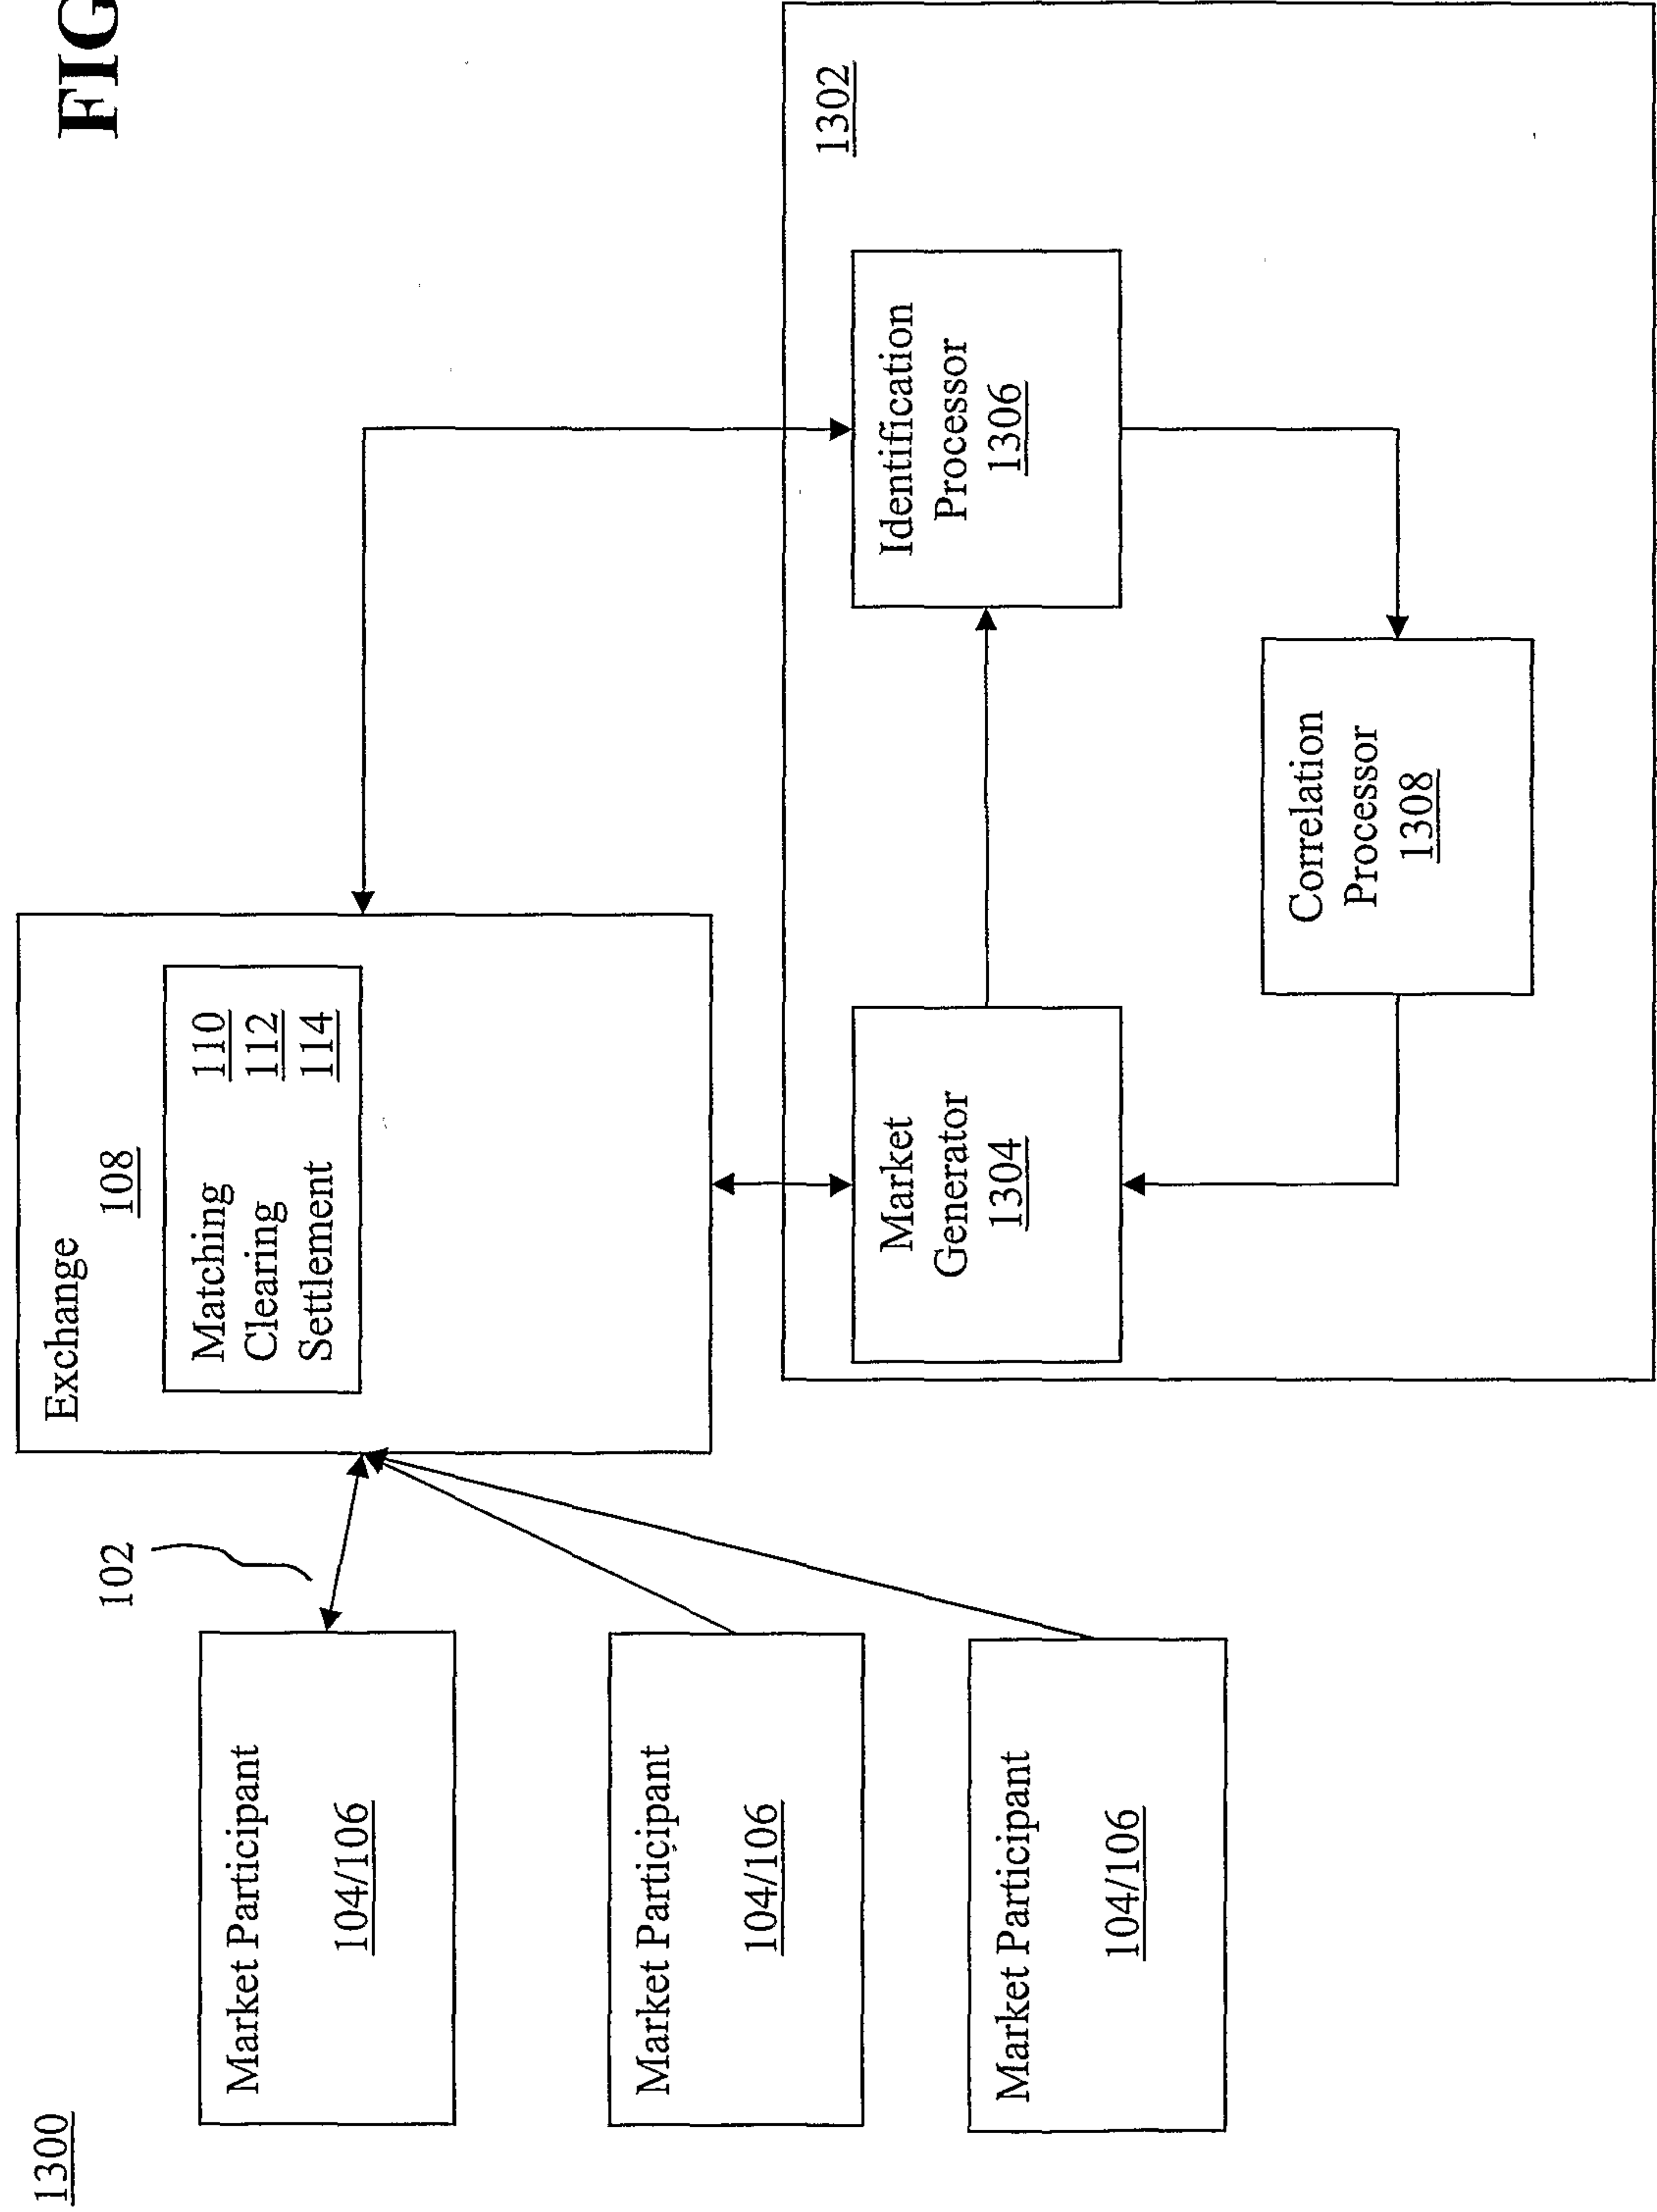 FIG
1300
Market Participant
104/106
Market Participant
104/106
Market Participant
104/106
102
Exchange
108
Matching 110
Clearing 112
Settlement 114
1302
Market
Generator
1304
Identification
Processor
1306
Correlation
Processor
1308